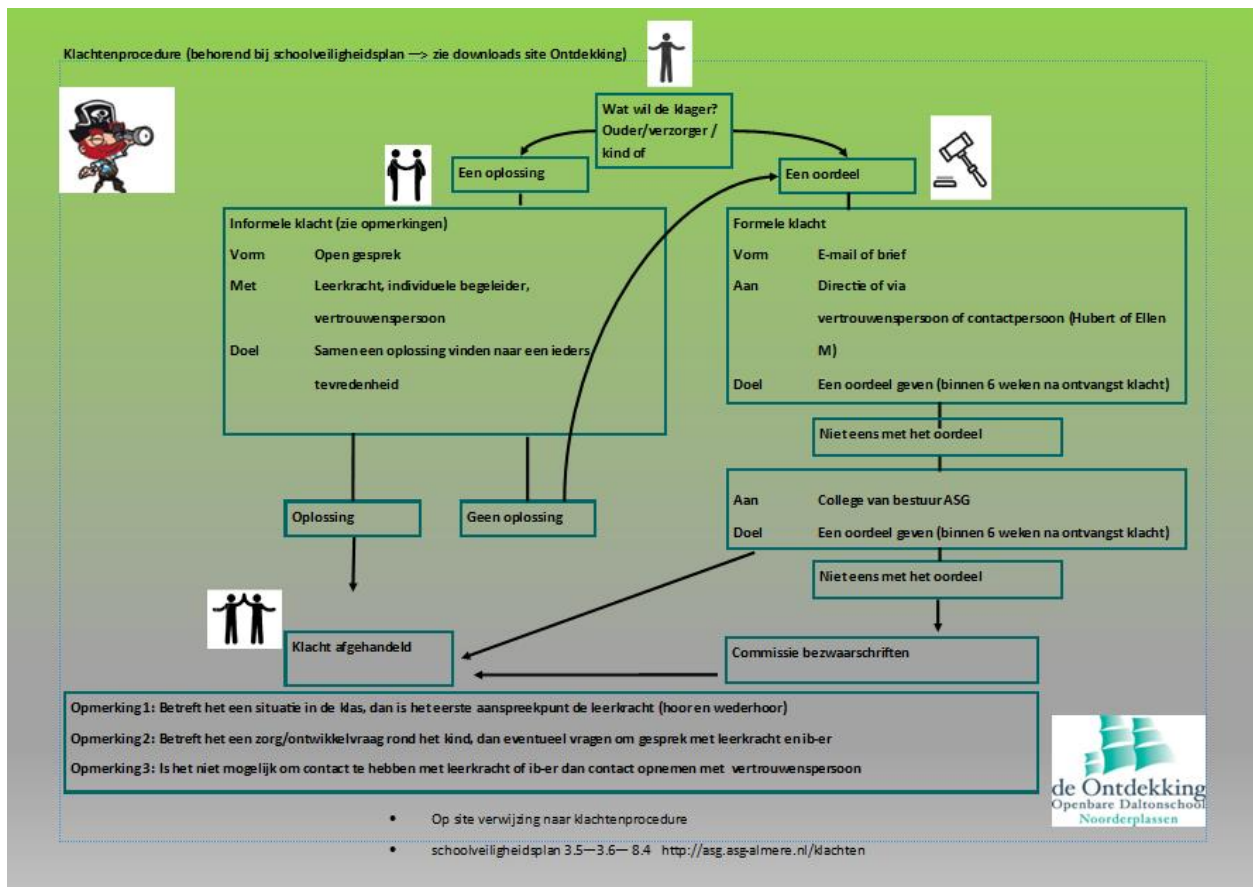 Klachtenprocedure (behorend bij schoolveiligheidsplan —> zie downloads site Ontdekking)
Wat wil de klager?
Ouder/verzorger /
kind of
Een oplossing
Een oordeel
Informele klacht (zie opmerkingen)
Vorm Open gesprek
Met Leerkracht, individuele begeleider,
vertrouwenspersoon
Doel Samen een oplossing vinden naar een ieders
tevredenheid
Formele klacht
Vorm E-mail of brief
Aan Directie of via
vertrouwenspersoon of contactpersoon (Hubert of Ellen
M)
Doel Een oordeel geven (binnen 6 weken na ontvangst klacht)
Niet eens met het oordeel
Aan College van bestuur ASG
Doel Een oordeel geven (binnen 6 weken na ontvangst klacht)
Niet eens met het oordeel
Oplossing
Geen oplossing
Klacht afgehandeld
Commissie bezwaarschriften
Opmerking 1: Betreft het een situatie in de klas, dan is het eerste aanspreekpunt de leerkracht (hoor en wederhoor)
Opmerking 2: Betreft het een zorg/ontwikkelvraag rond het kind, dan eventueel vragen om gesprek met leerkracht en ib-er
Opmerking 3: Is het niet mogelijk om contact te hebben met leerkracht of ib-er dan contact opnemen met vertrouwenspersoon
de Ontdekking
Openbare Daltonschool
Noorderplassen
• Op site verwijzing naar klachtenprocedure
• schoolveiligheidsplan 3.5—3.6— 8.4 http://asg.asg-almere.nl/klachten